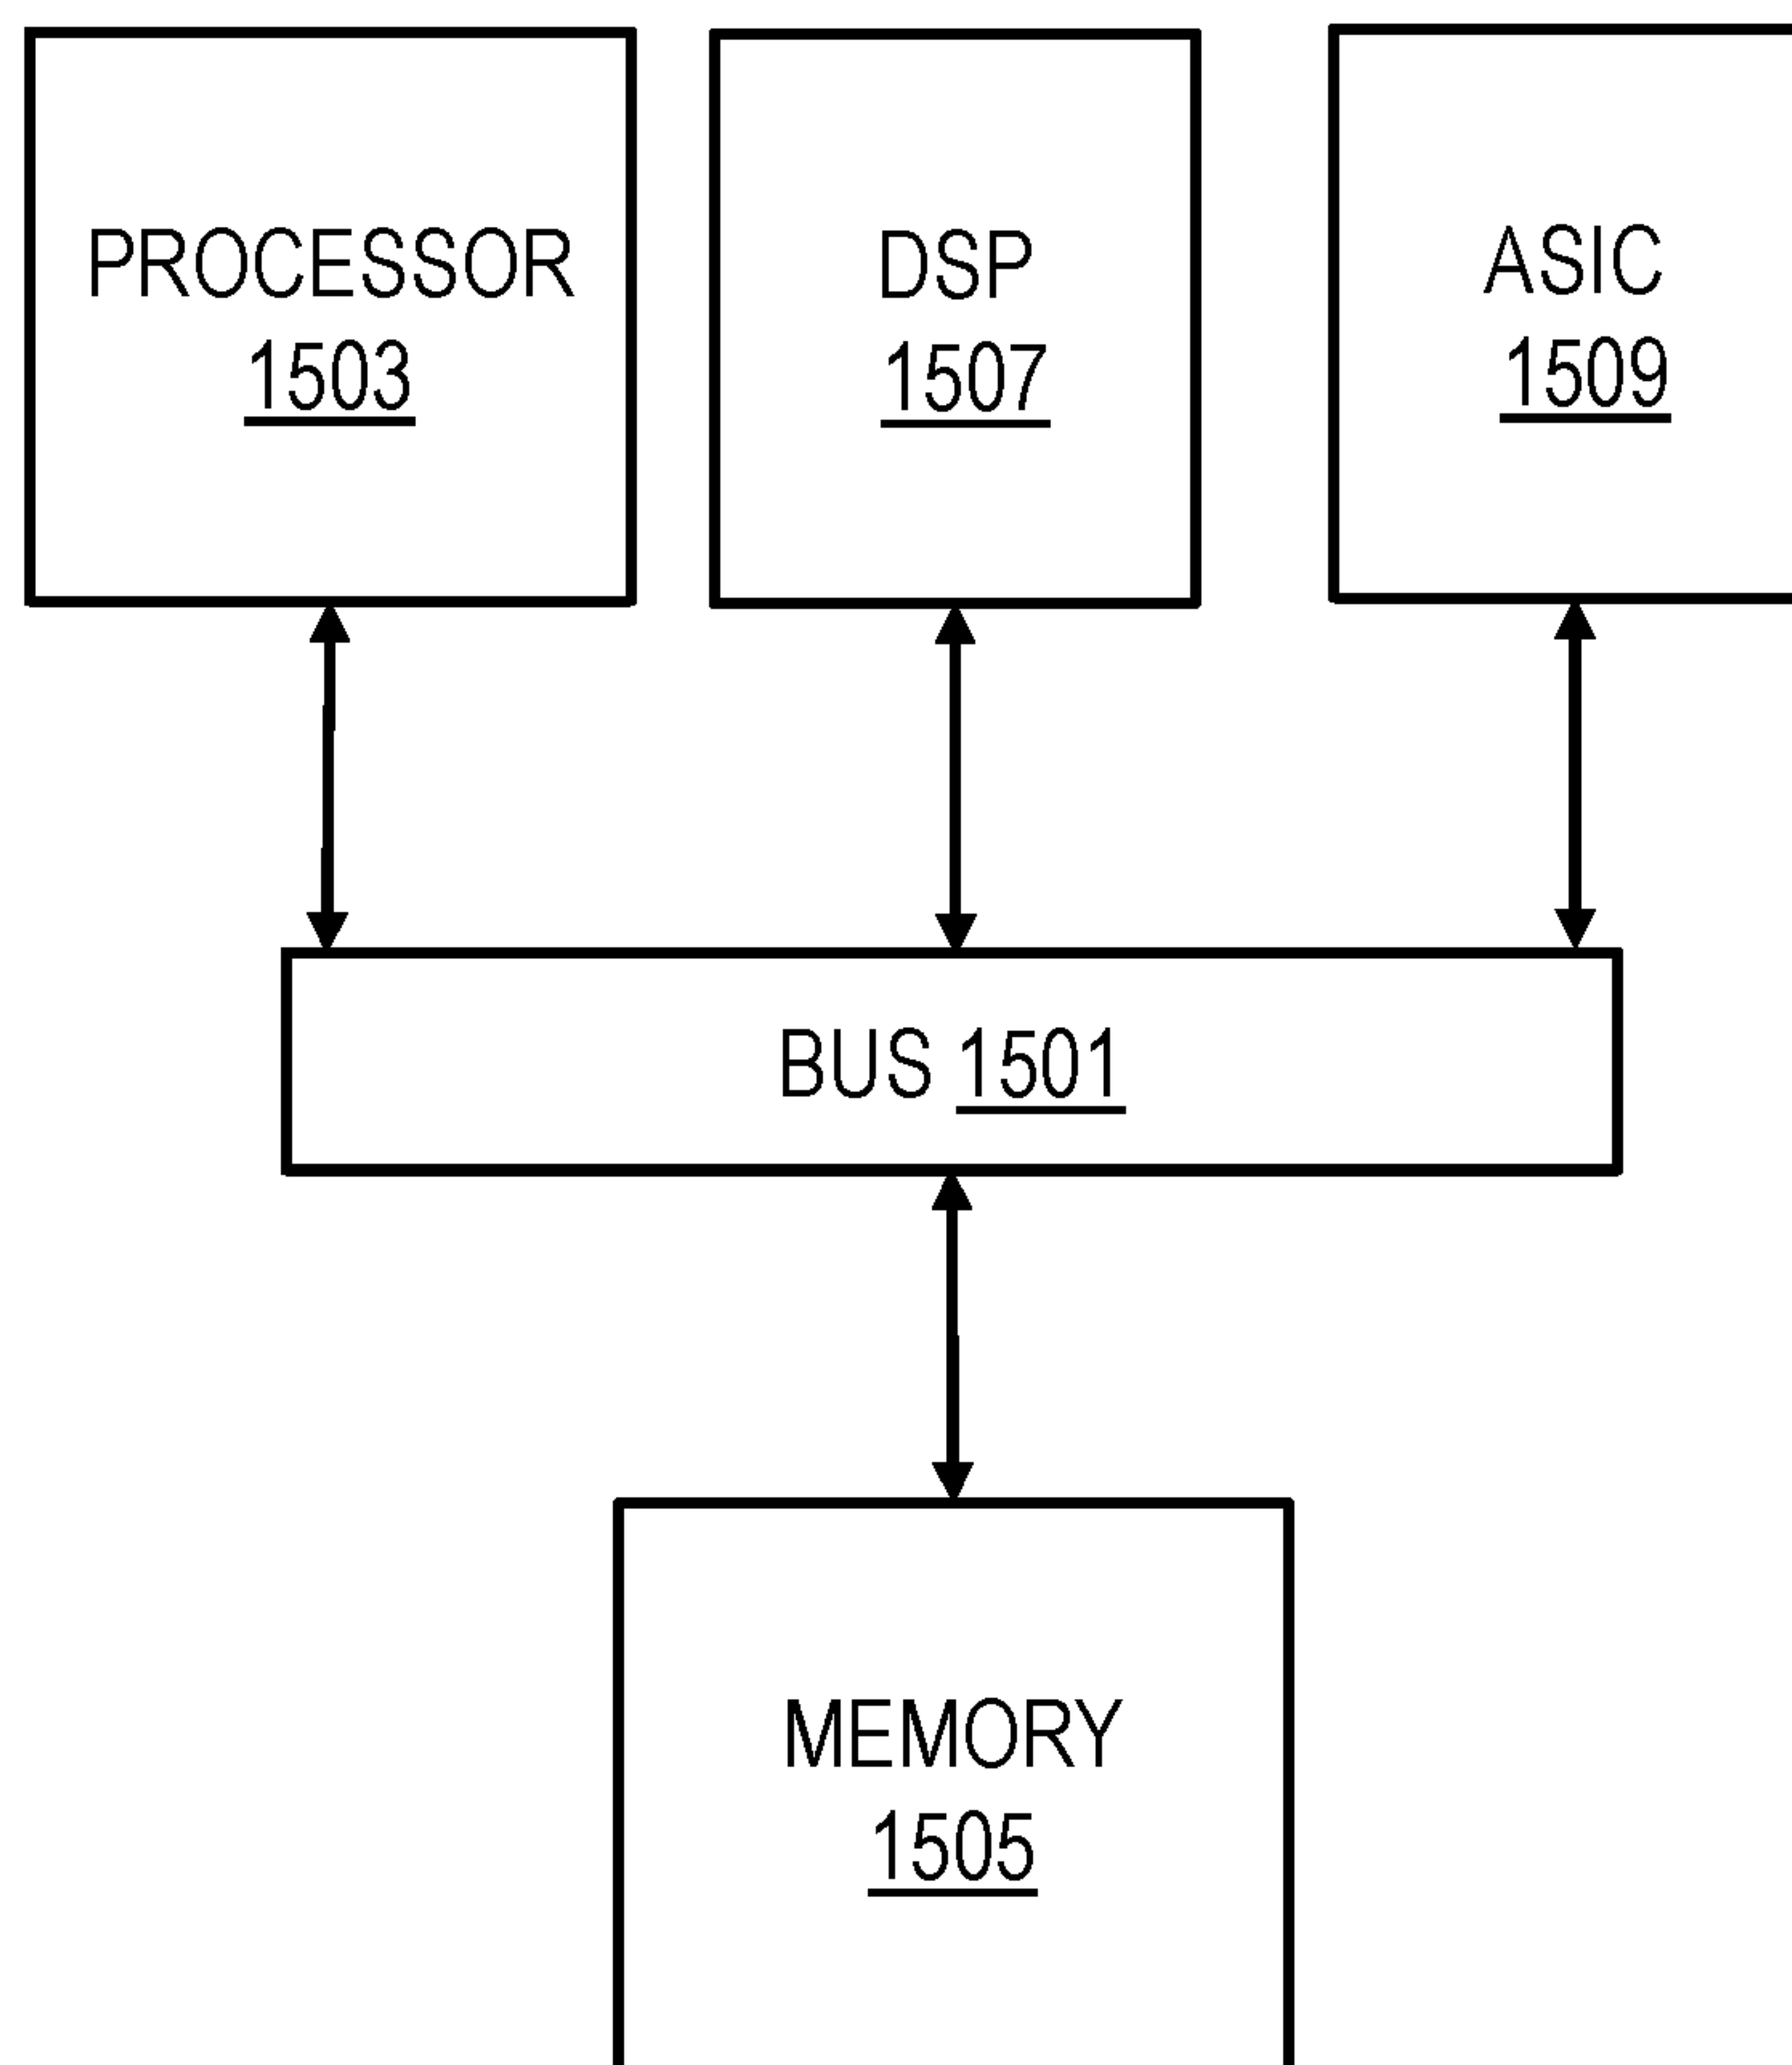 PROCESSOR
1503
DSP
1507
ASIC
1509
BUS 1501
MEMORY
1505